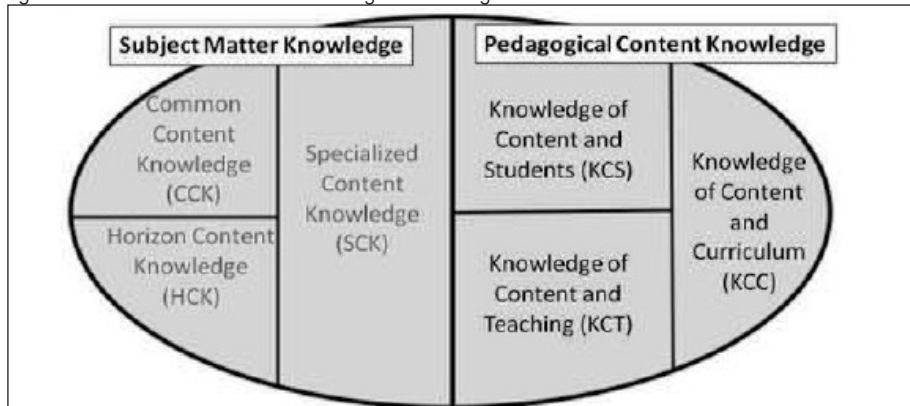 Subject Matter Knowledge
Common
Content
Knowledge
(CCK)
Horizon Content
Knowledge
(HCK)
Specialized
Content
Knowledge
(SCK)
Pedagogical Content Knowledge
Knowledge of
Content and
Students (KCS)
Knowledge of
Content and
Teaching (KCT)
Knowledge
of Content
and
Curriculum
(KCC)